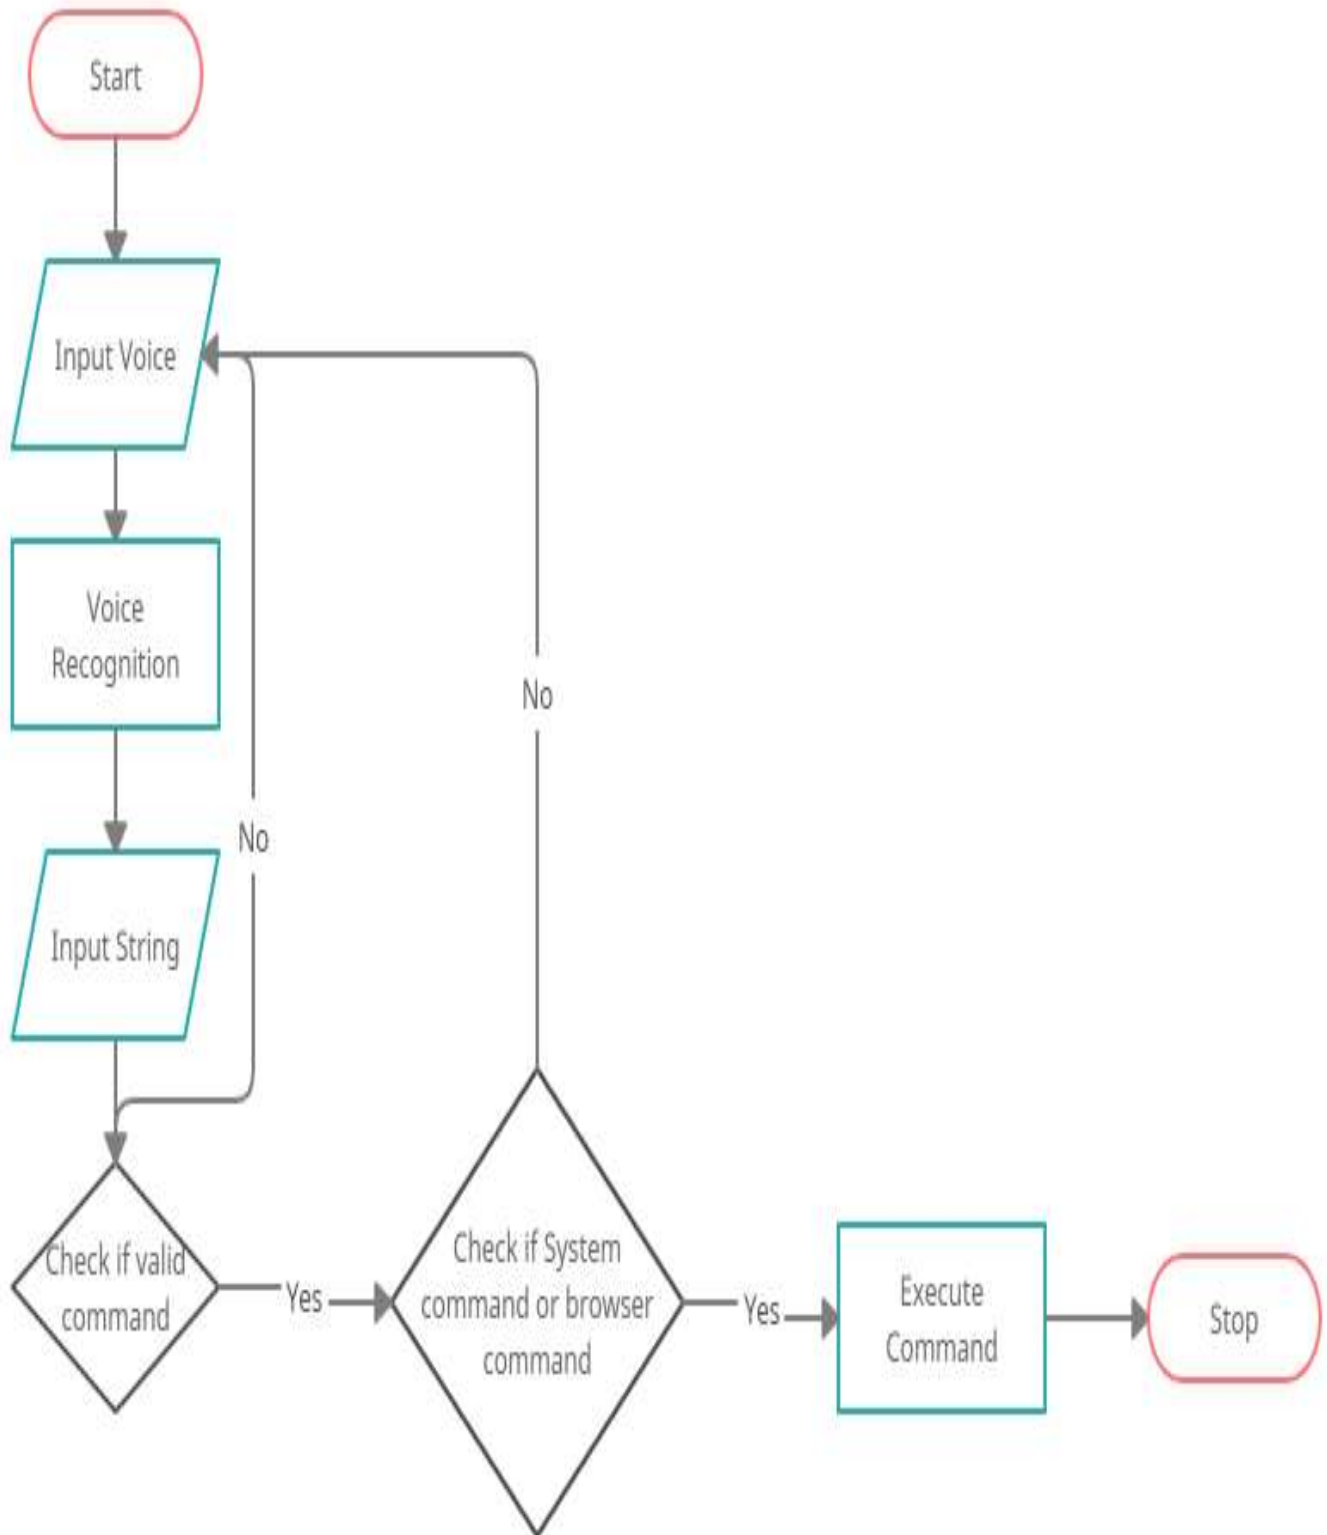 Start
Input Voice
Voice
Recognition
No
No
Input String
Check if valid
command
Yes
Check if System
command or browser
command
Yes
Execute
Command
Stop